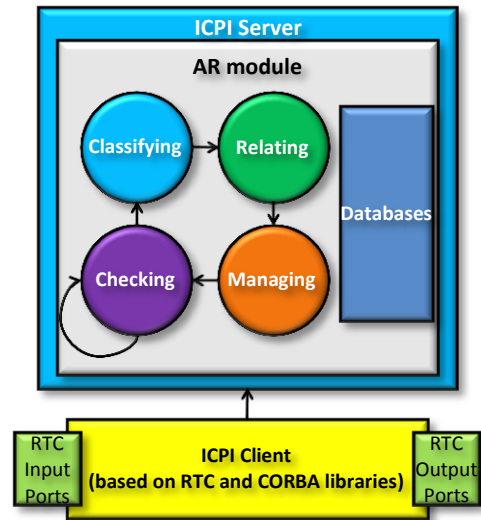 ICPI Server
AR module
Classifying
Relating
Databases
Checking
Managing
RTC
Input
Ports
ICPI Client
(based on RTC and CORBA libraries)
RTC
Output
Ports